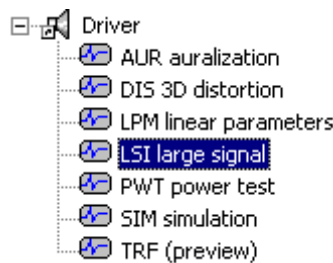 Driver
AUR auralization
DIS 3D distortion
LPM linear parameters
LSI large signal
PWT power test
SIM simulation
TRF (preview)